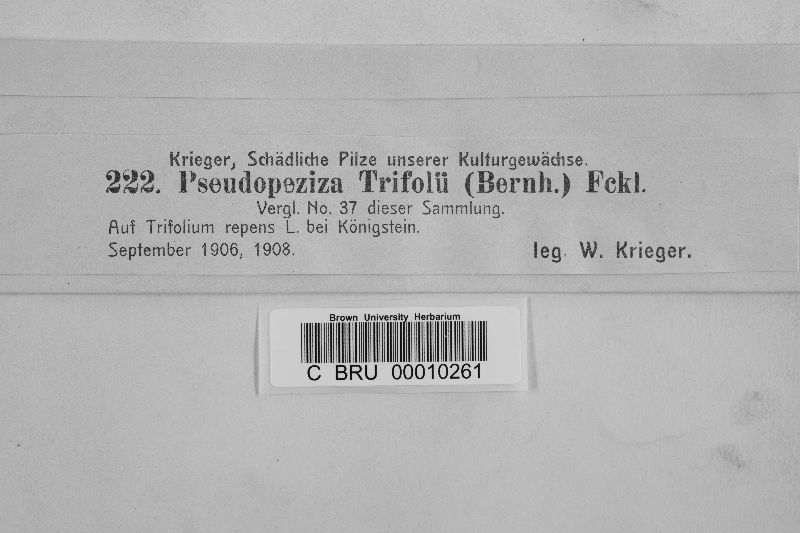 Krieger, Schädliche Pilze unserer Kulturgewächse.
222. Pseudopeziza Trifolii (Bernh.) Fckl.
Vergl. No. 37 dieser Sammlung.
Auf Trifolium repens L. bei Königstein.
September 1906, 1908. leg. W. Krieger.
Brown University Herbarium
C BRU 00010261